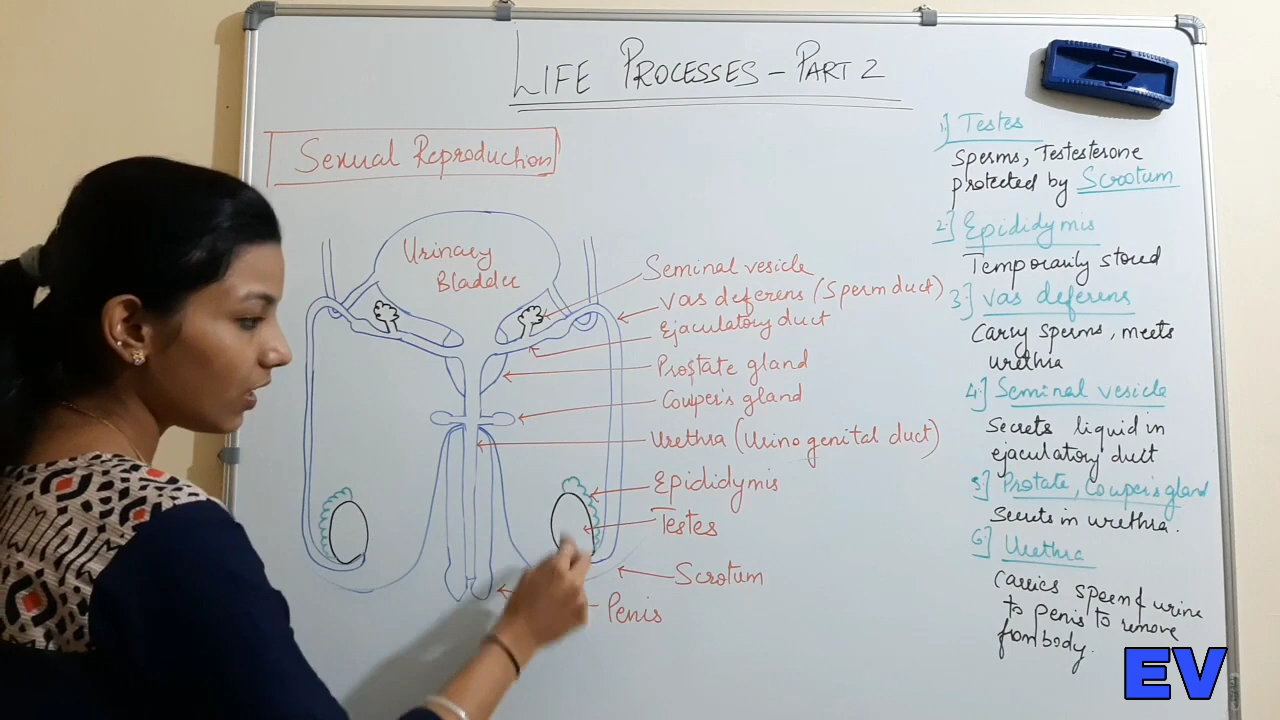 LIFE PROCESSES - PART 2
Sexual Reproduction
Urinary
Bladder
Seminal vesicle
Vas deferens (Sperm duct)
Ejaculatory duct
Prostate gland
Couper's gland
Urethra (Urino genital duct)
Epididymis
Testes
Scrotum
Penis
1.] Testes
Sperms, Testesterone
protected by Scrotum
2.] Epididymis
Temporarily stored
3.] Vas deferens
Carry sperms, meets
urethra
4.] Seminal vesicle
Secrets liquid in
ejaculatory duct
5.] Protate, Couper's gland
Secrets in urethra.
6.] Urethra
Carries sperm & urine
to penis to remove
from body.
EV